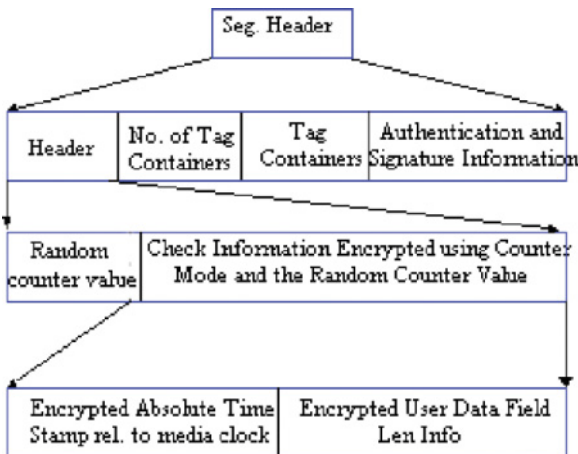 Seg. Header
Header
No. of Tag
Containers
Tag
Containers
Authentication and
Signature Information
Random
counter value
Check Information Encrypted using Counter
Mode and the Random Counter Value
Encrypted Absolute Time
Stamp rel. to media clock
Encrypted User Data Field
Len Info